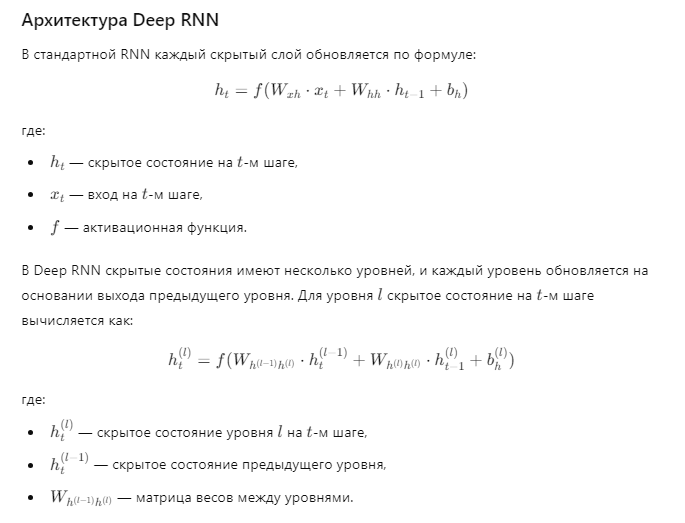 Архитектура Deep RNN
В стандартной RNN каждый скрытый слой обновляется по формуле:
h_t = f(W_{xh} · x_t + W_{hh} · h_{t−1} + b_h)
где:
• h_t — скрытое состояние на t-м шаге,
• x_t — вход на t-м шаге,
• f — активационная функция.
В Deep RNN скрытые состояния имеют несколько уровней, и каждый уровень обновляется на
основании выхода предыдущего уровня. Для уровня l скрытое состояние на t-м шаге
вычисляется как:
h_t^{(l)} = f(W_{h^{(l−1)}h^{(l)}} · h_t^{(l−1)} + W_{h^{(l)}h^{(l)}} · h_{t−1}^{(l)} + b_h^{(l)})
где:
• h_t^{(l)} — скрытое состояние уровня l на t-м шаге,
• h_t^{(l−1)} — скрытое состояние предыдущего уровня,
• W_{h^{(l−1)}h^{(l)}} — матрица весов между уровнями.